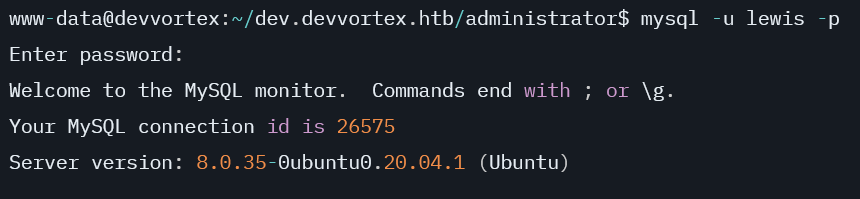 www-data@devvortex:~/dev.devvortex.htb/administrator$ mysql -u lewis -p
Enter password:
Welcome to the MySQL monitor.  Commands end with ; or \g.
Your MySQL connection id is 26575
Server version: 8.0.35-0ubuntu0.20.04.1 (Ubuntu)